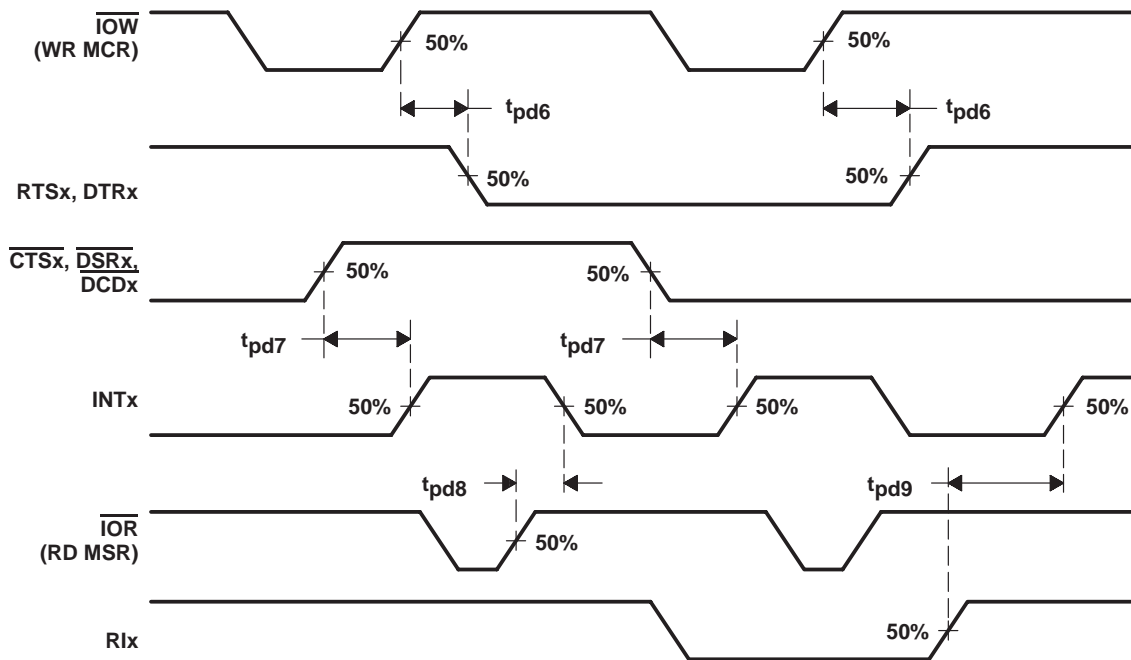 IOW
(WR MCR)
50%
50%
tpd6
tpd6
RTSx, DTRx
50%
50%
CTSx, DSRx,
DCDx
50%
50%
tpd7
tpd7
INTx
50%
50%
50%
50%
tpd8
tpd9
IOR
(RD MSR)
50%
RIx
50%